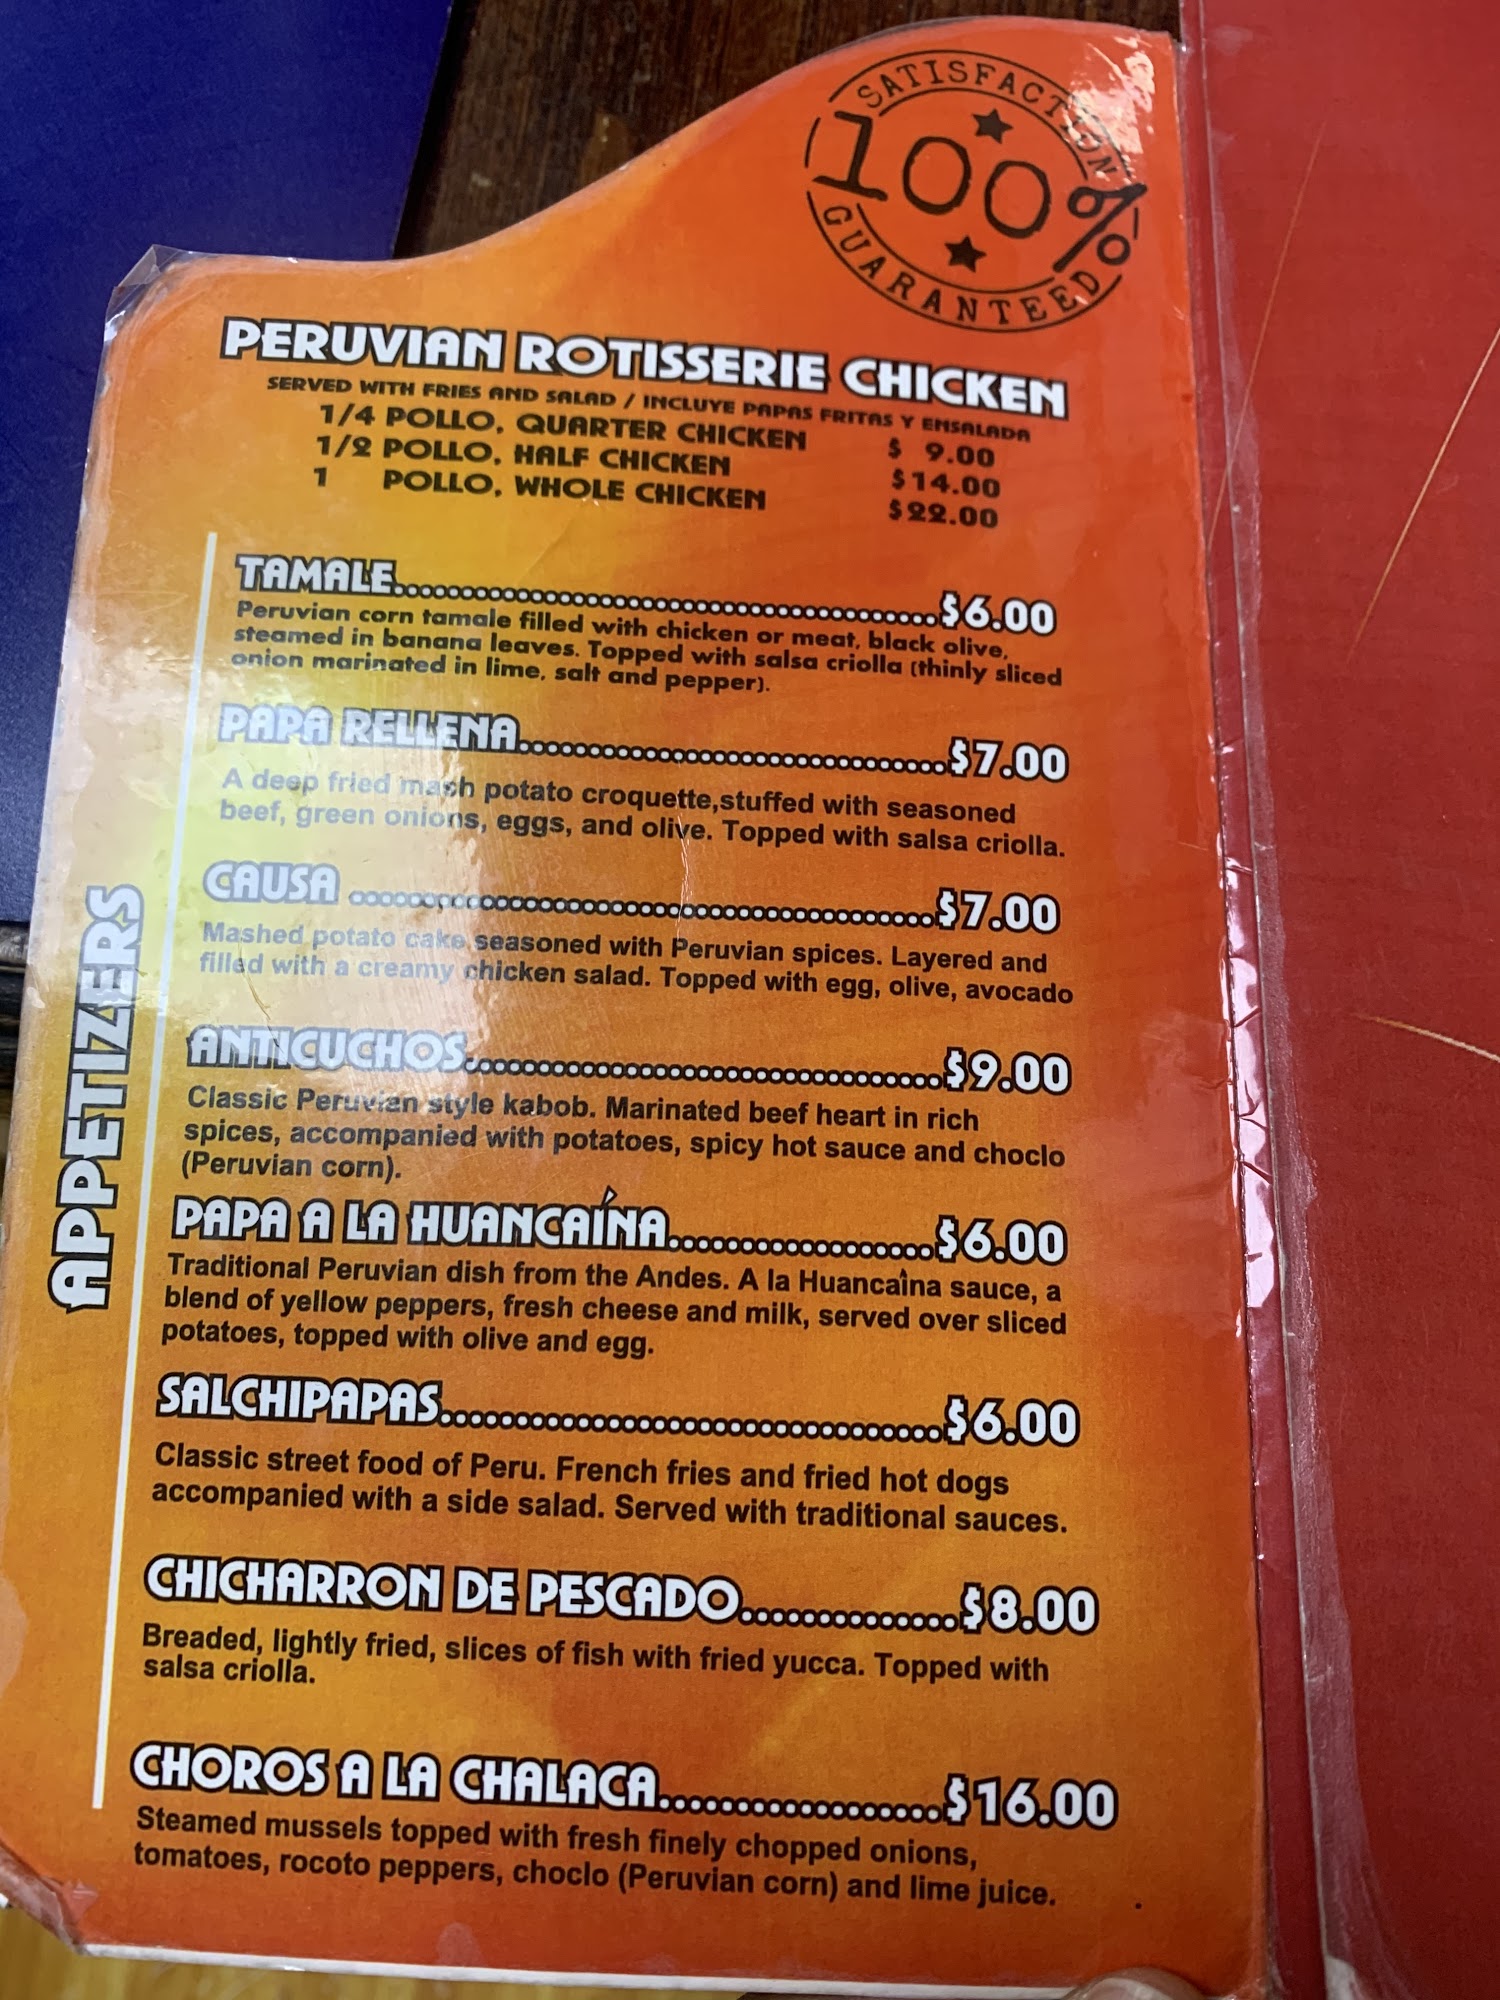 SATISFACTION
100%
GUARANTEED
PERUVIAN ROTISSERIE CHICKEN
SERVED WITH FRIES AND SALAD / INCLUYE PAPAS FRITAS Y ENSALADA
1/4 POLLO, QUARTER CHICKEN $ 9.00
1/2 POLLO, HALF CHICKEN $14.00
1 POLLO, WHOLE CHICKEN $22.00
APPETIZERS
TAMALE........................................$6.00
Peruvian corn tamale filled with chicken or meat, black olive,
steamed in banana leaves. Topped with salsa criolla (thinly sliced
onion marinated in lime, salt and pepper).
PAPA RELLENA...............................$7.00
A deep fried mach potato croquette,stuffed with seasoned
beef, green onions, eggs, and olive. Topped with salsa criolla.
CAUSA ..........................................$7.00
Mashed potato cake seasoned with Peruvian spices. Layered and
filled with a creamy chicken salad. Topped with egg, olive, avocado
ANTICUCHOS..................................$9.00
Classic Peruvian style kabob. Marinated beef heart in rich
spices, accompanied with potatoes, spicy hot sauce and choclo
(Peruvian corn).
PAPA A LA HUANCAÍNA..................$6.00
Traditional Peruvian dish from the Andes. A la Huancaîna sauce, a
blend of yellow peppers, fresh cheese and milk, served over sliced
potatoes, topped with olive and egg.
SALCHIPAPAS..................................$6.00
Classic street food of Peru. French fries and fried hot dogs
accompanied with a side salad. Served with traditional sauces.
CHICHARRON DE PESCADO..............$8.00
Breaded, lightly fried, slices of fish with fried yucca. Topped with
salsa criolla.
CHOROS A LA CHALACA...................$16.00
Steamed mussels topped with fresh finely chopped onions,
tomatoes, rocoto peppers, choclo (Peruvian corn) and lime juice.